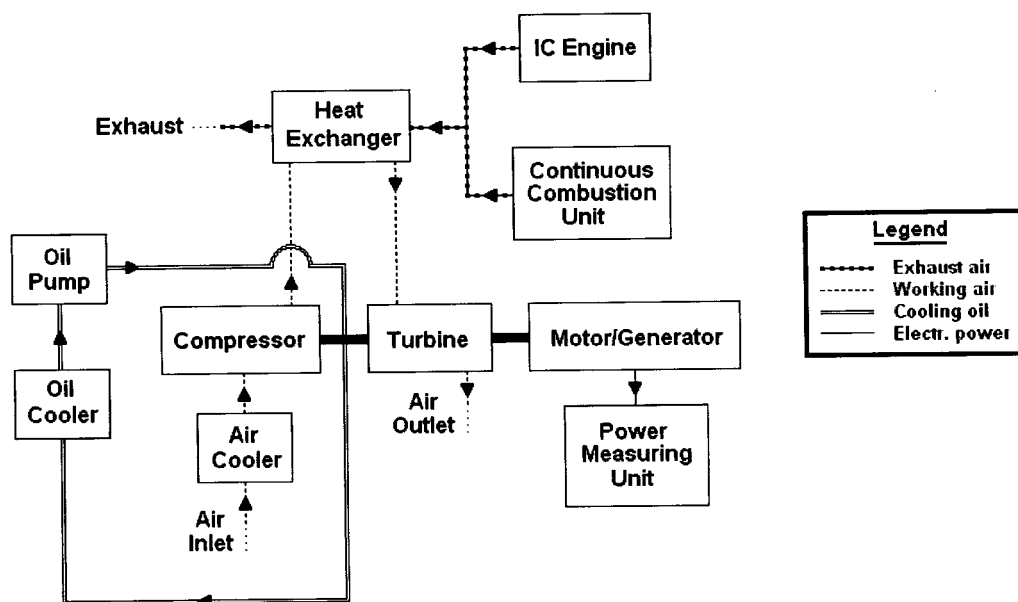 IC Engine
Heat
Exchanger
Exhaust
Continuous
Combustion
Unit
Legend
Exhaust air
Working air
Cooling oil
Electr. power
Oil
Pump
Compressor
Turbine
Motor/Generator
Oil
Cooler
Air
Outlet
Air
Cooler
Power
Measuring
Unit
Air
Inlet